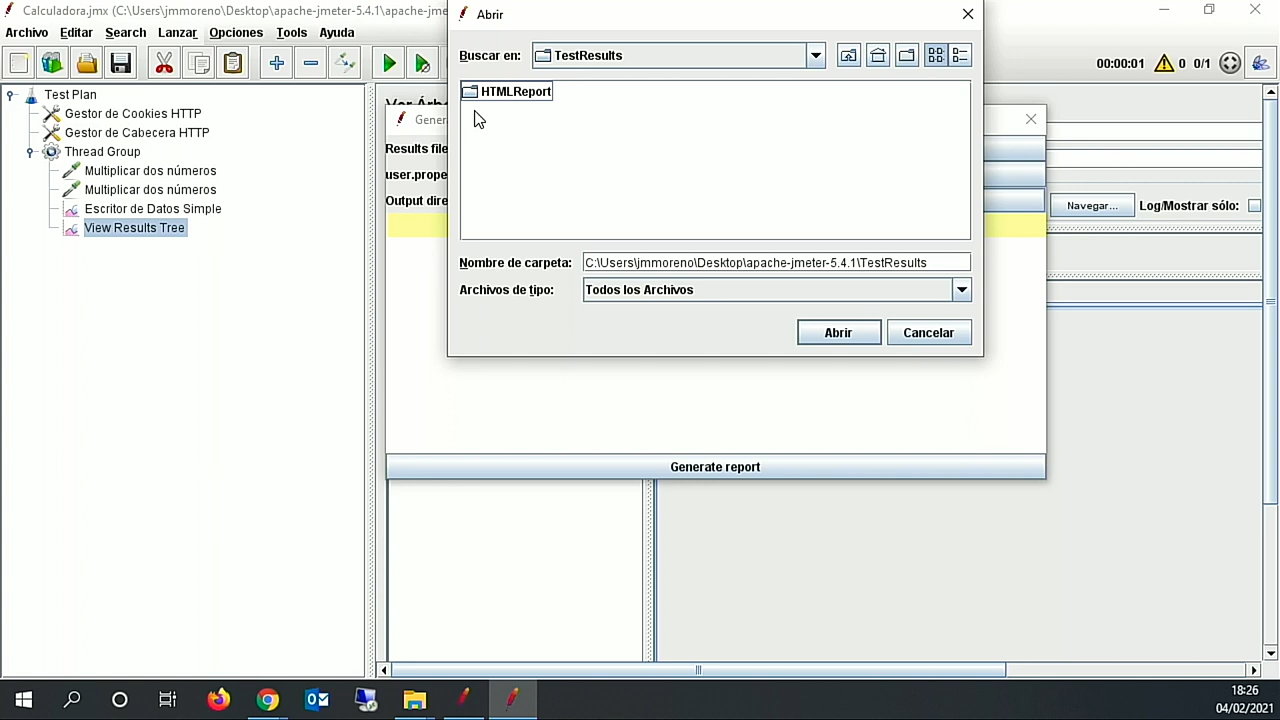 Calculadora.jmx (C:\Users\jmmoreno\Desktop\apache-jmeter-5.4.1\apache-jme
Archivo Editar Search Lanzar Opciones Tools Ayuda
00:00:01 0 0/1
Test Plan
Gestor de Cookies HTTP
Gestor de Cabecera HTTP
Thread Group
Multiplicar dos números
Multiplicar dos números
Escritor de Datos Simple
View Results Tree
Ver Árbo
Genera
Results file
user.prope
Output dire
Generate report
Abrir
Buscar en: TestResults
HTMLReport
Nombre de carpeta: C:\Users\jmmoreno\Desktop\apache-jmeter-5.4.1\TestResults
Archivos de tipo: Todos los Archivos
Abrir Cancelar
Navegar... Log/Mostrar sólo:
18:26
04/02/2021